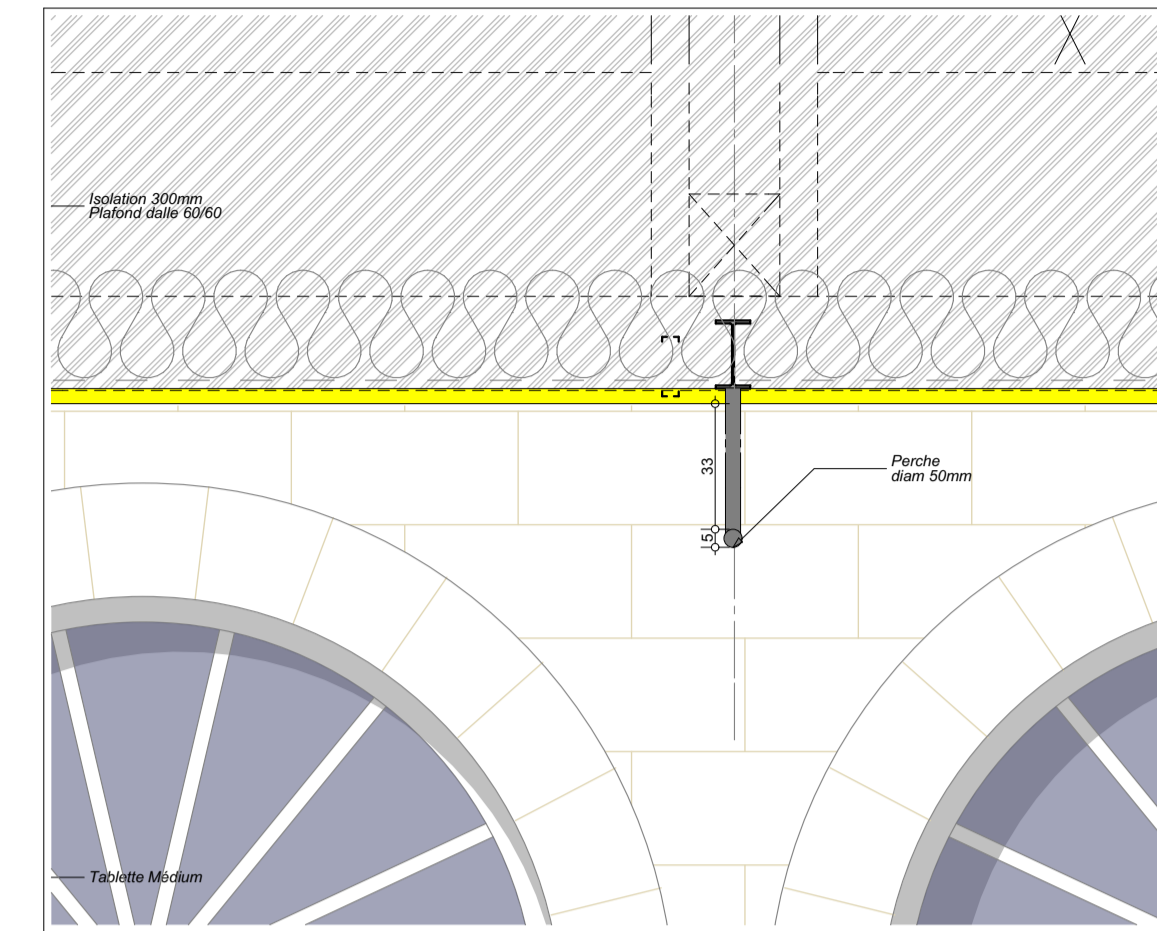 Isolation 300mm
Plafond dalle 60/60
33
Perche
diam 50mm
5
Tablette Médium